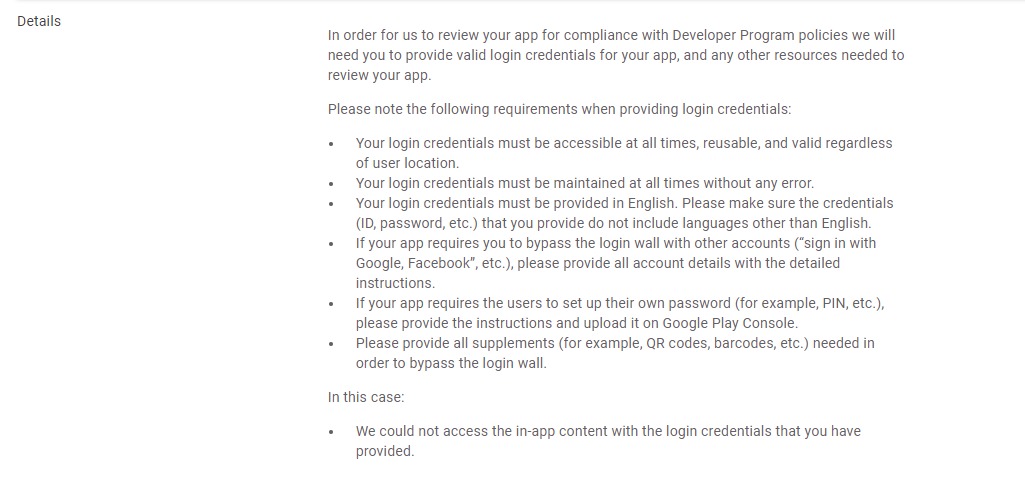 Details
In order for us to review your app for compliance with Developer Program policies we will
need you to provide valid login credentials for your app, and any other resources needed to
review your app.
Please note the following requirements when providing login credentials:
• Your login credentials must be accessible at all times, reusable, and valid regardless
of user location.
• Your login credentials must be maintained at all times without any error.
• Your login credentials must be provided in English. Please make sure the credentials
(ID, password, etc.) that you provide do not include languages other than English.
• If your app requires you to bypass the login wall with other accounts (“sign in with
Google, Facebook”, etc.), please provide all account details with the detailed
instructions.
• If your app requires the users to set up their own password (for example, PIN, etc.),
please provide the instructions and upload it on Google Play Console.
• Please provide all supplements (for example, QR codes, barcodes, etc.) needed in
order to bypass the login wall.
In this case:
• We could not access the in-app content with the login credentials that you have
provided.